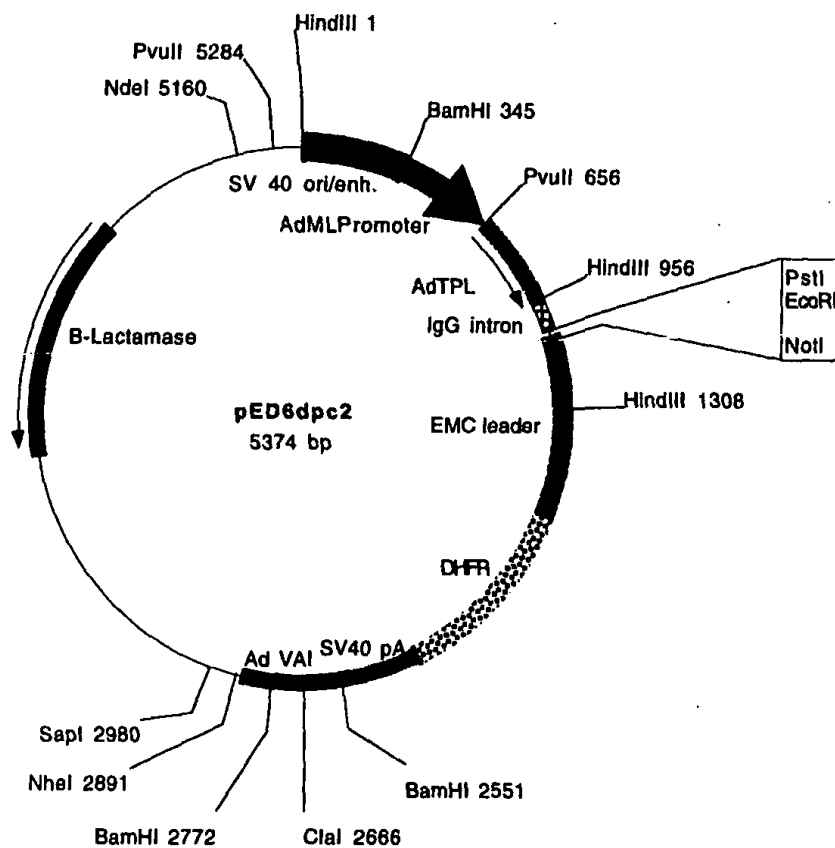 HindIII 1
PvuII 5284
NdeI 5160
BamHI 345
SV 40 ori/enh.
PvuII 656
AdMLPromoter
HindIII 956
AdTPL
PstI
EcoRI
IgG intron
NotI
B-Lactamase
HindIII 1308
pED6dpc2
EMC leader
5374 bp
DHFR
SV40 pA
Ad VAI
SapI 2980
NheI 2891
BamHI 2551
BamHI 2772
ClaI 2666